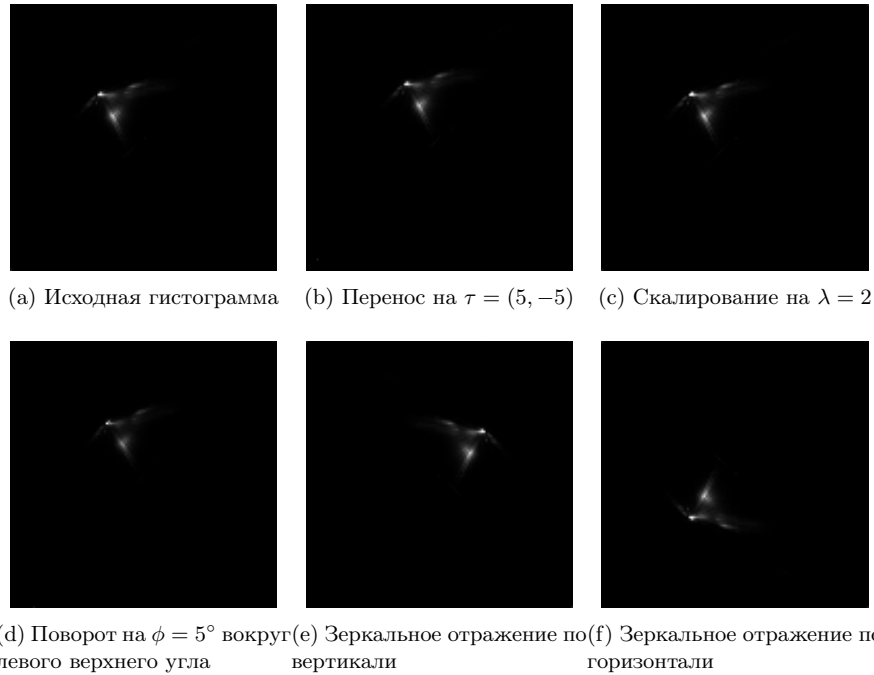 (a) Исходная гистограмма
(b) Перенос на τ = (5, −5)
(c) Скалирование на λ = 2
(d) Поворот на ϕ = 5° вокруг
левого верхнего угла
(e) Зеркальное отражение по
вертикали
(f) Зеркальное отражение по
горизонтали